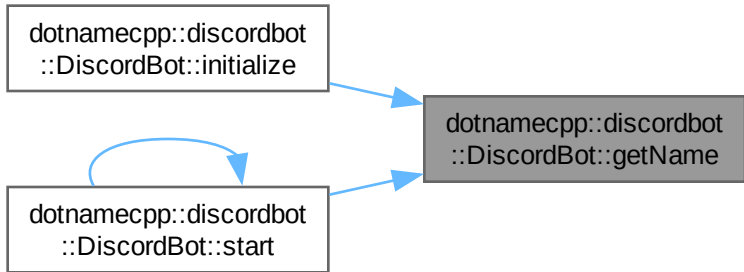 dotnamecpp::discordbot
::DiscordBot::initialize
dotnamecpp::discordbot
::DiscordBot::getName
dotnamecpp::discordbot
::DiscordBot::start